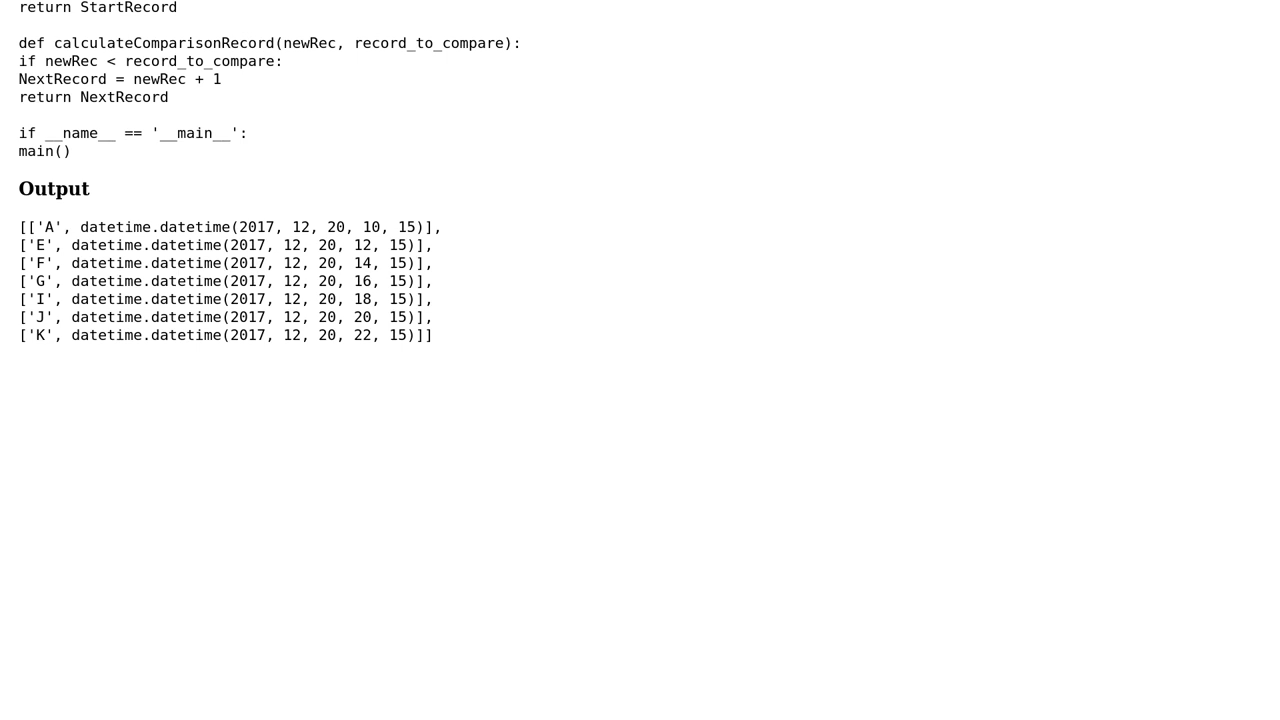 return StartRecord
def calculateComparisonRecord(newRec, record_to_compare):
if newRec < record_to_compare:
NextRecord = newRec + 1
return NextRecord
if __name__ == '__main__':
main()
Output
[['A', datetime.datetime(2017, 12, 20, 10, 15)],
['E', datetime.datetime(2017, 12, 20, 12, 15)],
['F', datetime.datetime(2017, 12, 20, 14, 15)],
['G', datetime.datetime(2017, 12, 20, 16, 15)],
['I', datetime.datetime(2017, 12, 20, 18, 15)],
['J', datetime.datetime(2017, 12, 20, 20, 15)],
['K', datetime.datetime(2017, 12, 20, 22, 15)]]